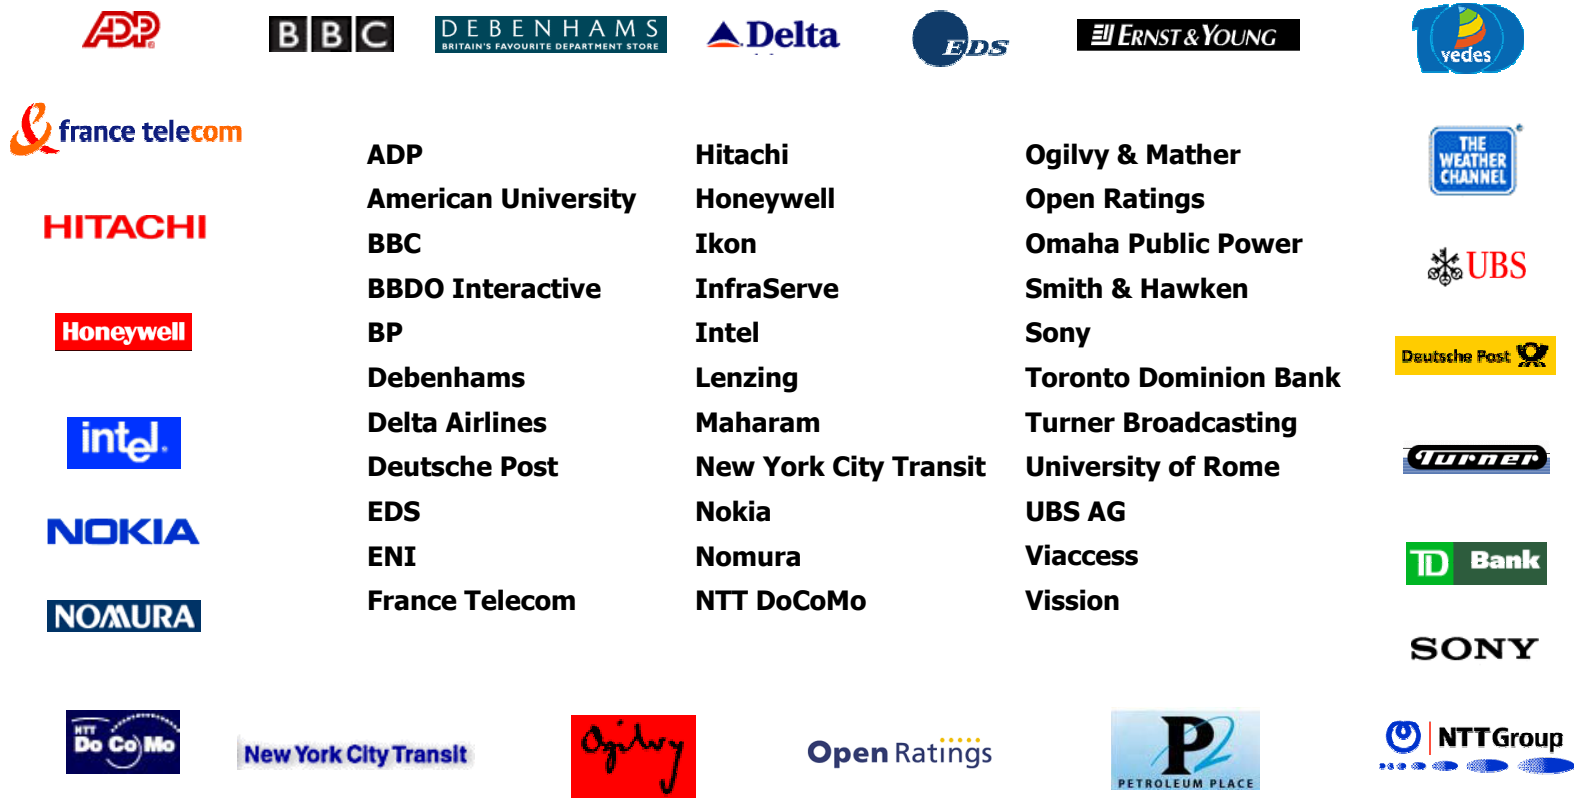 ADP
BBC
DEBENHAMS
BRITAIN'S FAVOURITE DEPARTMENT STORE
Delta
EDS
ERNST & YOUNG
vedes
france telecom
HITACHI
Honeywell
intel
NOKIA
NOMURA
ADP
American University
BBC
BBDO Interactive
BP
Debenhams
Delta Airlines
Deutsche Post
EDS
ENI
France Telecom
Hitachi
Honeywell
Ikon
InfraServe
Intel
Lenzing
Maharam
New York City Transit
Nokia
Nomura
NTT DoCoMo
Ogilvy & Mather
Open Ratings
Omaha Public Power
Smith & Hawken
Sony
Toronto Dominion Bank
Turner Broadcasting
University of Rome
UBS AG
Viaccess
Vission
THE
WEATHER
CHANNEL
UBS
Deutsche Post
Turner
TD Bank
SONY
NTT
DoCoMo
New York City Transit
Ogilvy
Open Ratings
P2
PETROLEUM PLACE
NTT Group